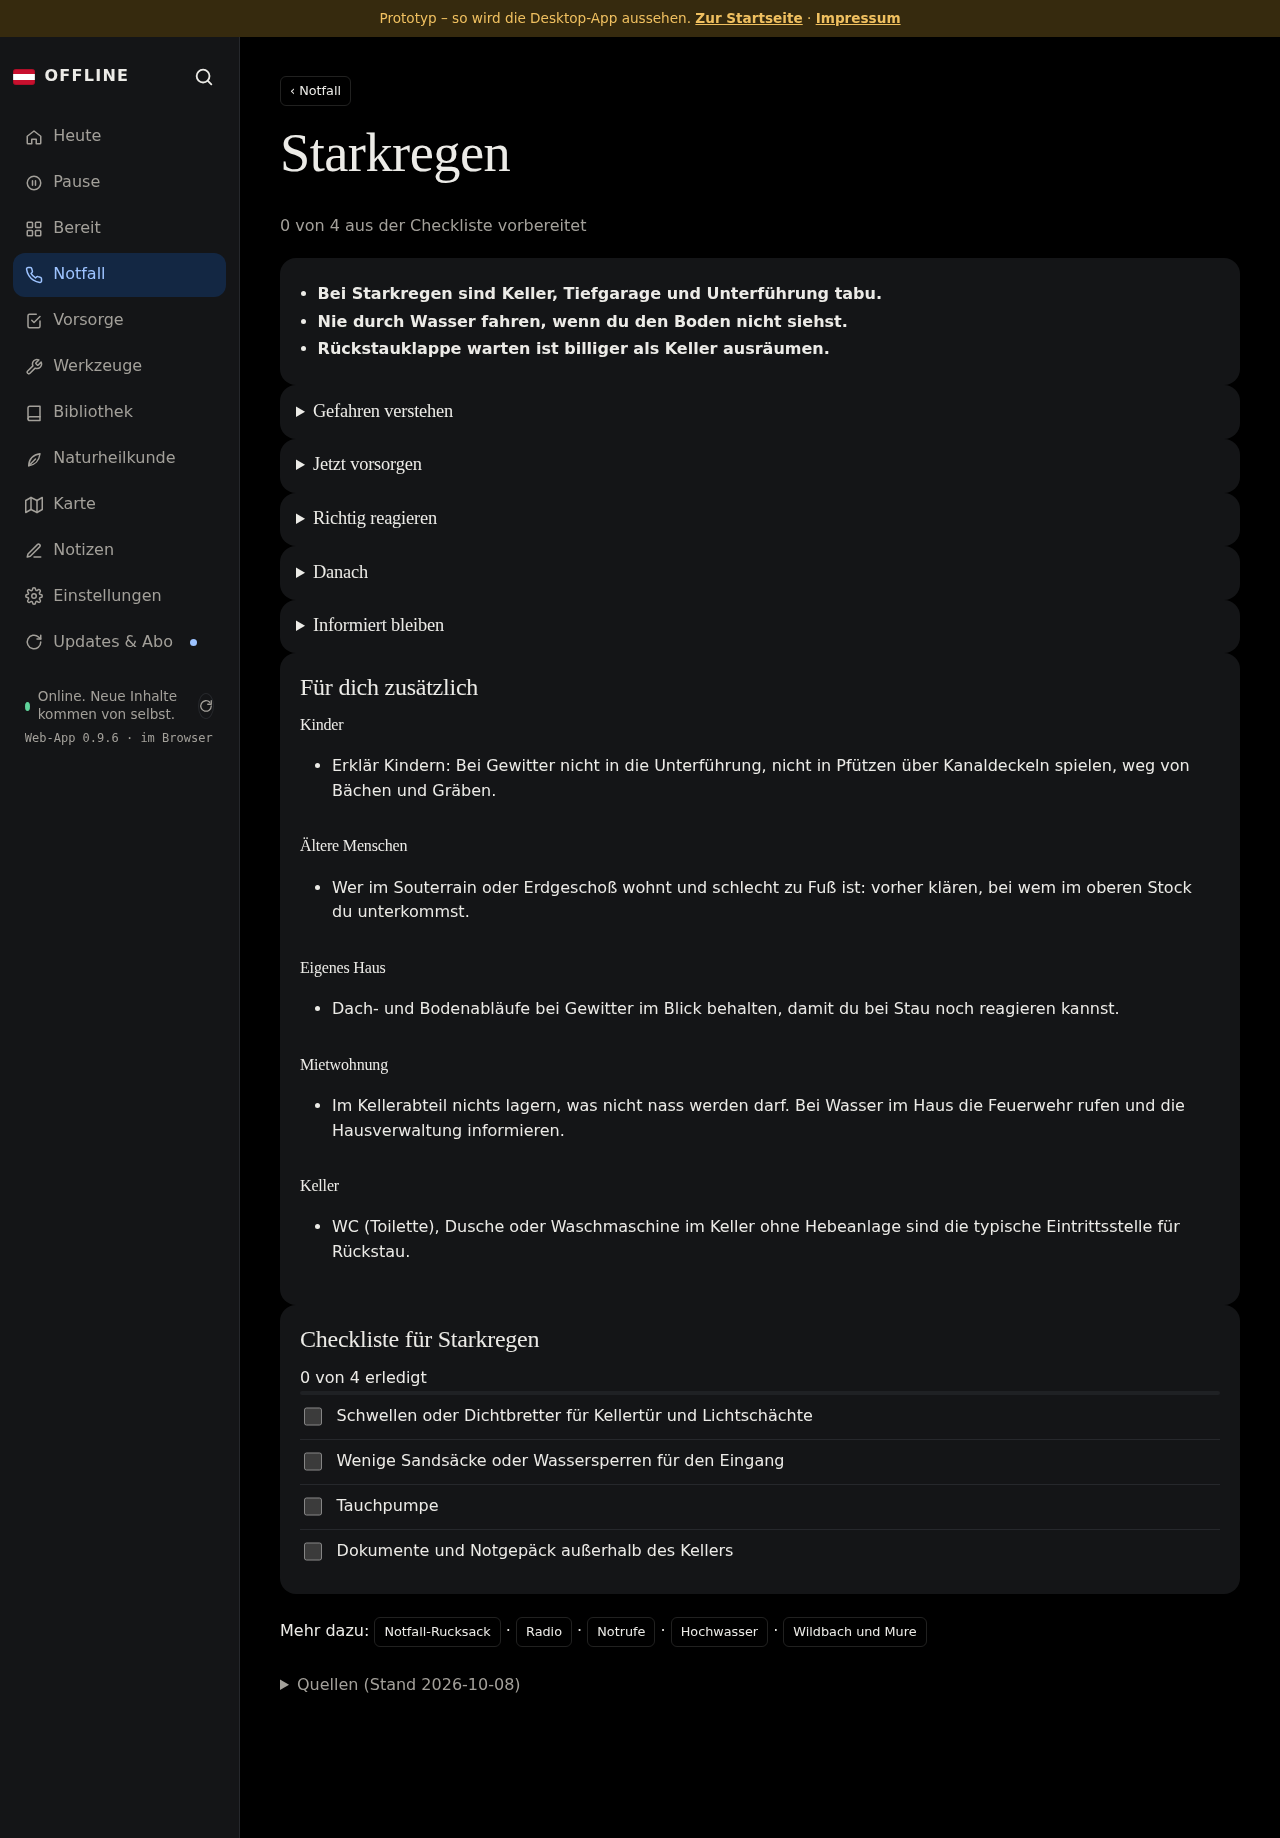 Prototyp – so wird die Desktop-App aussehen. Zur Startseite · Impressum
OFFLINE
Heute
Pause
Bereit
Notfall
Vorsorge
Werkzeuge
Bibliothek
Naturheilkunde
Karte
Notizen
Einstellungen
Updates & Abo
Online. Neue Inhalte
kommen von selbst.
Web-App 0.9.6 · im Browser
‹ Notfall
Starkregen
0 von 4 aus der Checkliste vorbereitet
• Bei Starkregen sind Keller, Tiefgarage und Unterführung tabu.
• Nie durch Wasser fahren, wenn du den Boden nicht siehst.
• Rückstauklappe warten ist billiger als Keller ausräumen.
▶ Gefahren verstehen
▶ Jetzt vorsorgen
▶ Richtig reagieren
▶ Danach
▶ Informiert bleiben
Für dich zusätzlich
Kinder
• Erklär Kindern: Bei Gewitter nicht in die Unterführung, nicht in Pfützen über Kanaldeckeln spielen, weg von
Bächen und Gräben.
Ältere Menschen
• Wer im Souterrain oder Erdgeschoß wohnt und schlecht zu Fuß ist: vorher klären, bei wem im oberen Stock
du unterkommst.
Eigenes Haus
• Dach- und Bodenabläufe bei Gewitter im Blick behalten, damit du bei Stau noch reagieren kannst.
Mietwohnung
• Im Kellerabteil nichts lagern, was nicht nass werden darf. Bei Wasser im Haus die Feuerwehr rufen und die
Hausverwaltung informieren.
Keller
• WC (Toilette), Dusche oder Waschmaschine im Keller ohne Hebeanlage sind die typische Eintrittsstelle für
Rückstau.
Checkliste für Starkregen
0 von 4 erledigt
Schwellen oder Dichtbretter für Kellertür und Lichtschächte
Wenige Sandsäcke oder Wassersperren für den Eingang
Tauchpumpe
Dokumente und Notgepäck außerhalb des Kellers
Mehr dazu: Notfall-Rucksack · Radio · Notrufe · Hochwasser · Wildbach und Mure
▶ Quellen (Stand 2026-10-08)